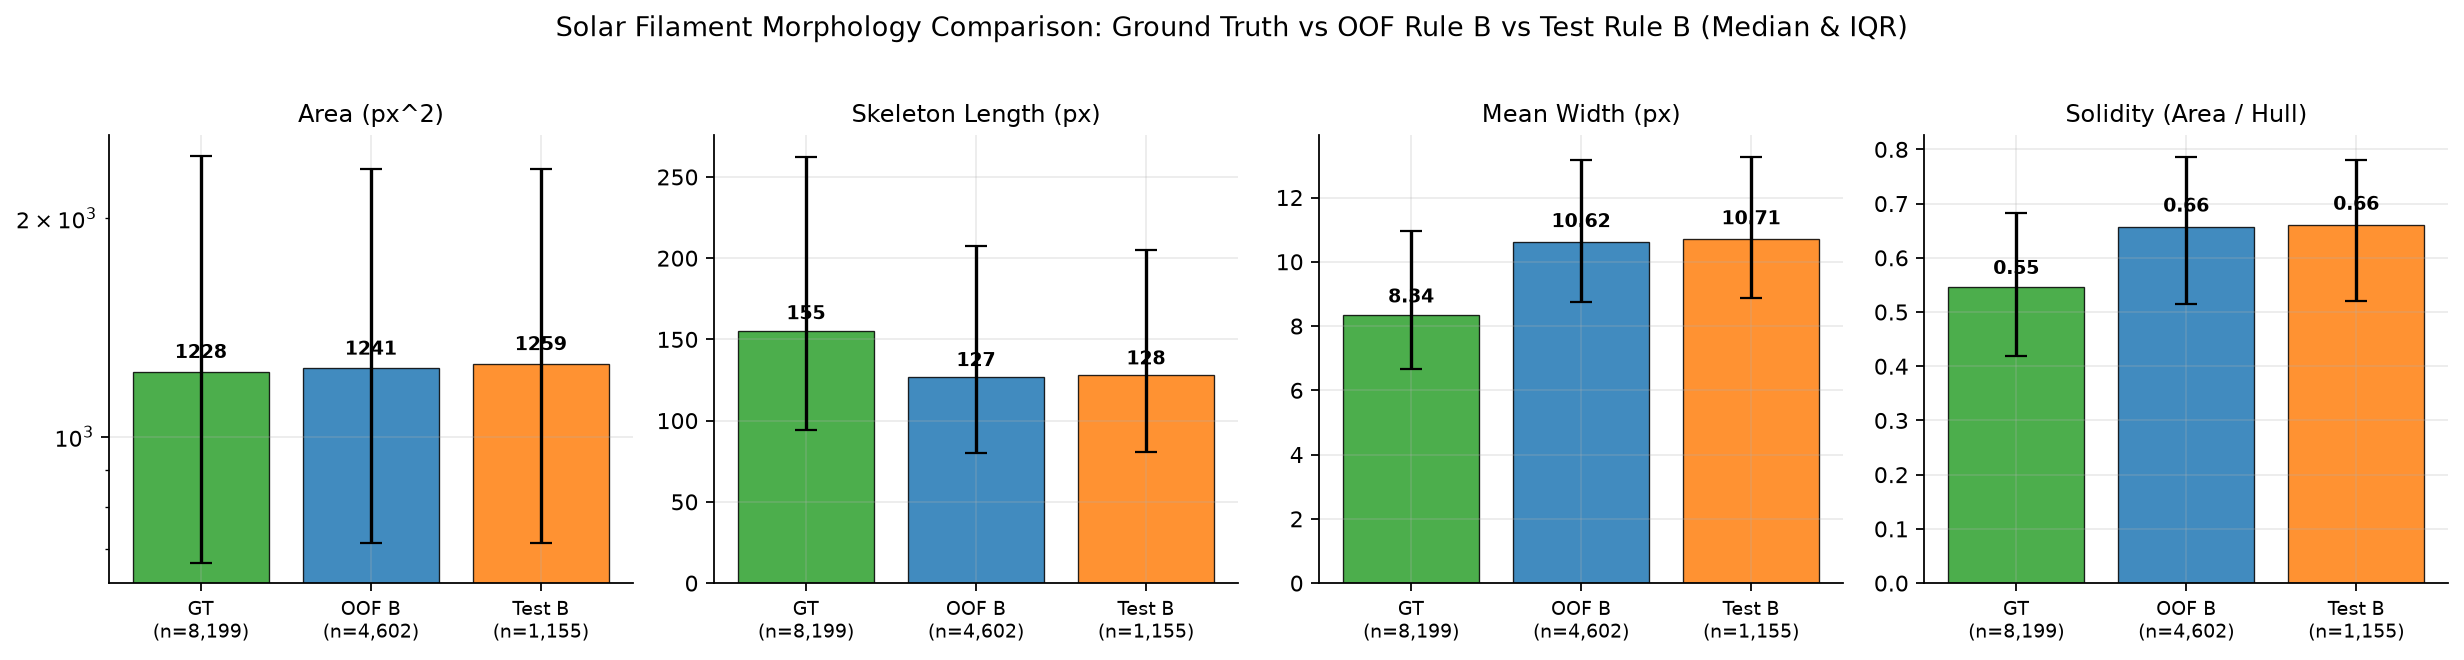 Solar Filament Morphology Comparison: Ground Truth vs OOF Rule B vs Test Rule B (Median & IQR)
Area (px^2)
2 × 10³
10³
1228
1241
1259
GT
(n=8,199)
OOF B
(n=4,602)
Test B
(n=1,155)
Skeleton Length (px)
250
200
150
100
50
0
155
127
128
GT
(n=8,199)
OOF B
(n=4,602)
Test B
(n=1,155)
Mean Width (px)
12
10
8
6
4
2
0
8.34
10.62
10.71
GT
(n=8,199)
OOF B
(n=4,602)
Test B
(n=1,155)
Solidity (Area / Hull)
0.8
0.7
0.6
0.5
0.4
0.3
0.2
0.1
0.0
0.55
0.66
0.66
GT
(n=8,199)
OOF B
(n=4,602)
Test B
(n=1,155)